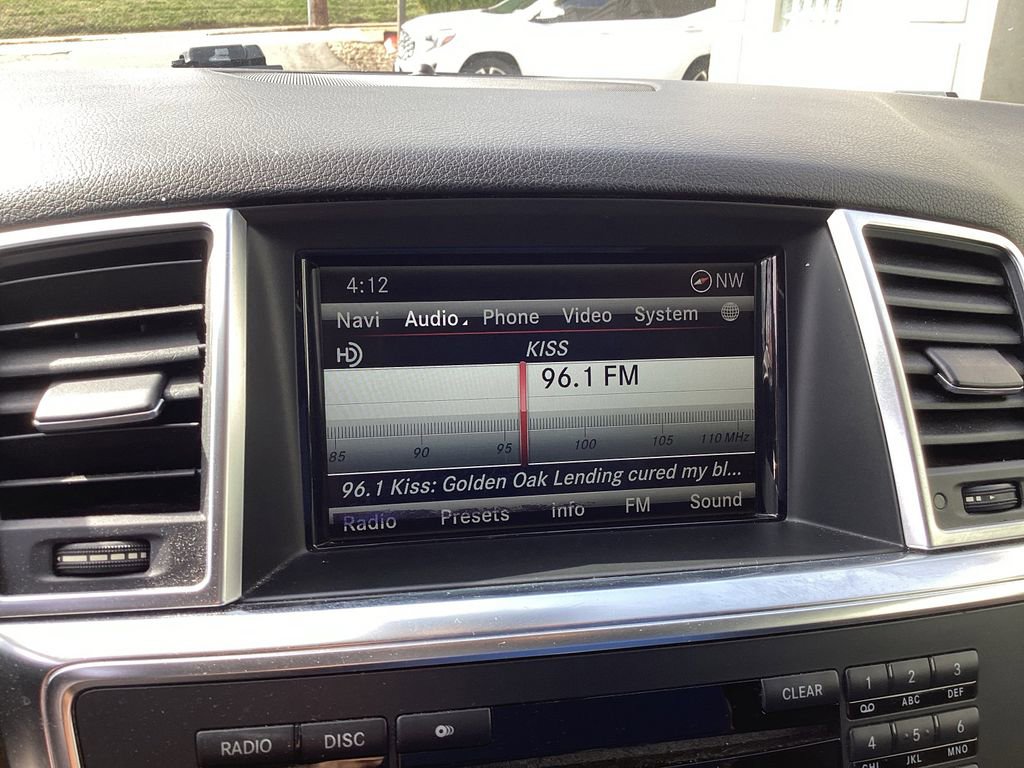 4:12 NW
Navi Audio Phone Video System
HD KISS
96.1 FM
85 90 95 100 105 110 MHz
96.1 Kiss: Golden Oak Lending cured my bl...
Radio Presets Info FM Sound
RADIO DISC CLEAR
1 2 ABC 3 DEF
4 GHI 5 JKL 6 MNO